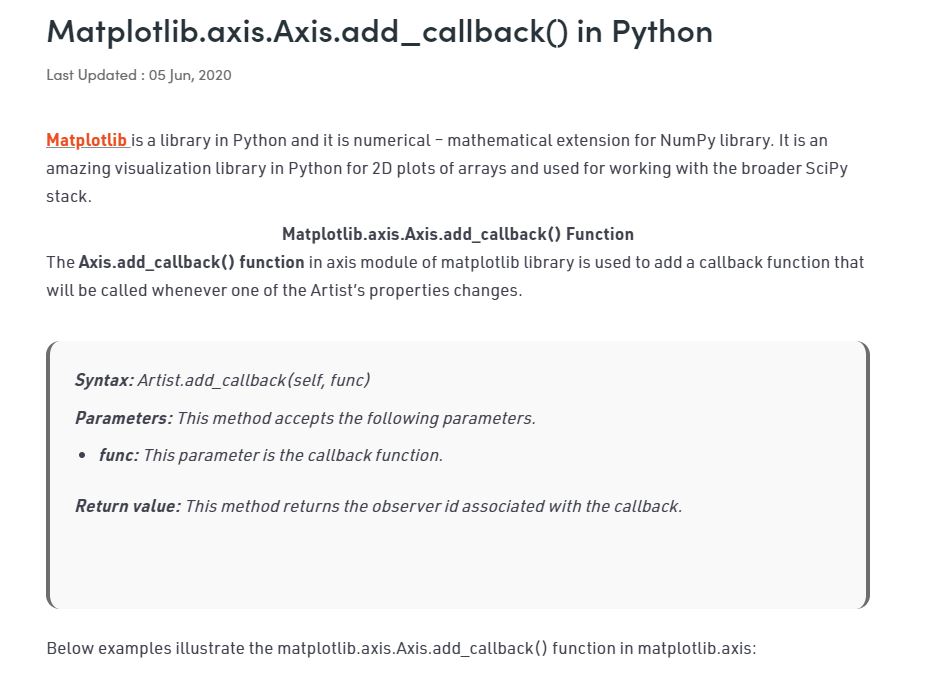 Matplotlib.axis.Axis.add_callback() in Python
Last Updated : 05 Jun, 2020
Matplotlib is a library in Python and it is numerical – mathematical extension for NumPy library. It is an
amazing visualization library in Python for 2D plots of arrays and used for working with the broader SciPy
stack.
Matplotlib.axis.Axis.add_callback() Function
The Axis.add_callback() function in axis module of matplotlib library is used to add a callback function that
will be called whenever one of the Artist’s properties changes.
Syntax: Artist.add_callback(self, func)
Parameters: This method accepts the following parameters.
• func: This parameter is the callback function.
Return value: This method returns the observer id associated with the callback.
Below examples illustrate the matplotlib.axis.Axis.add_callback() function in matplotlib.axis: